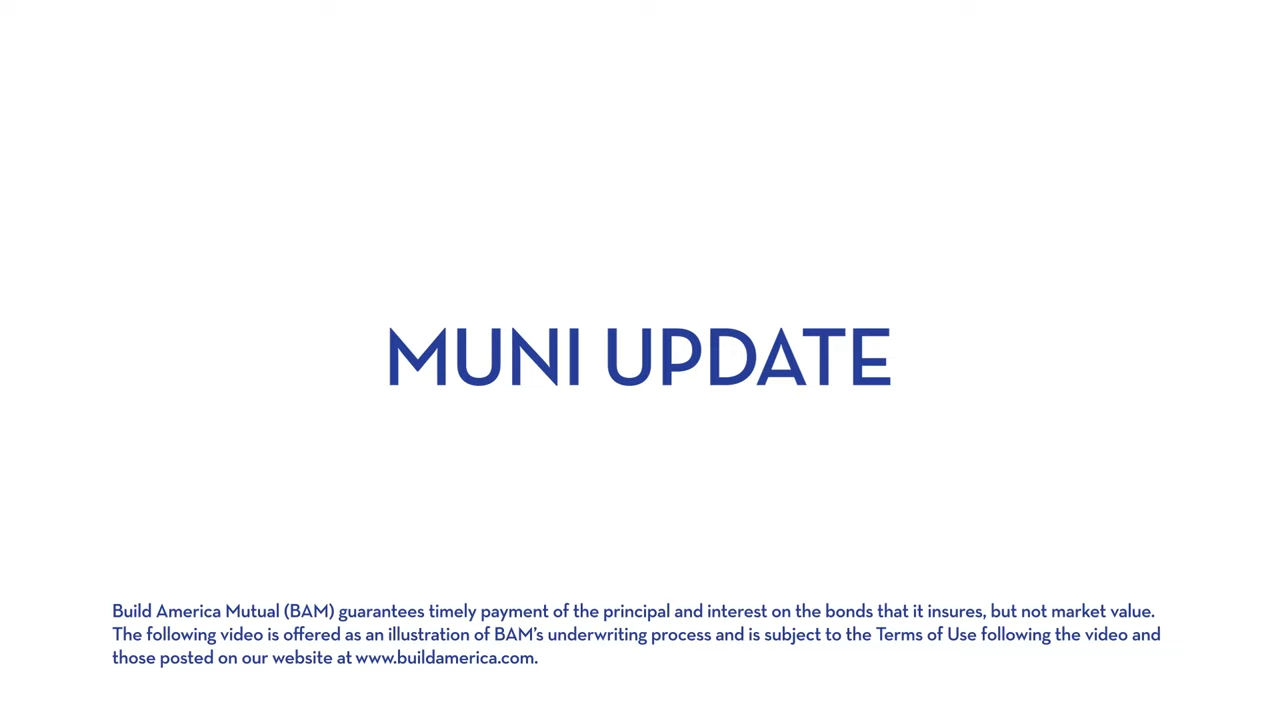 MUNI UPDATE
Build America Mutual (BAM) guarantees timely payment of the principal and interest on the bonds that it insures, but not market value.
The following video is offered as an illustration of BAM’s underwriting process and is subject to the Terms of Use following the video and
those posted on our website at www.buildamerica.com.